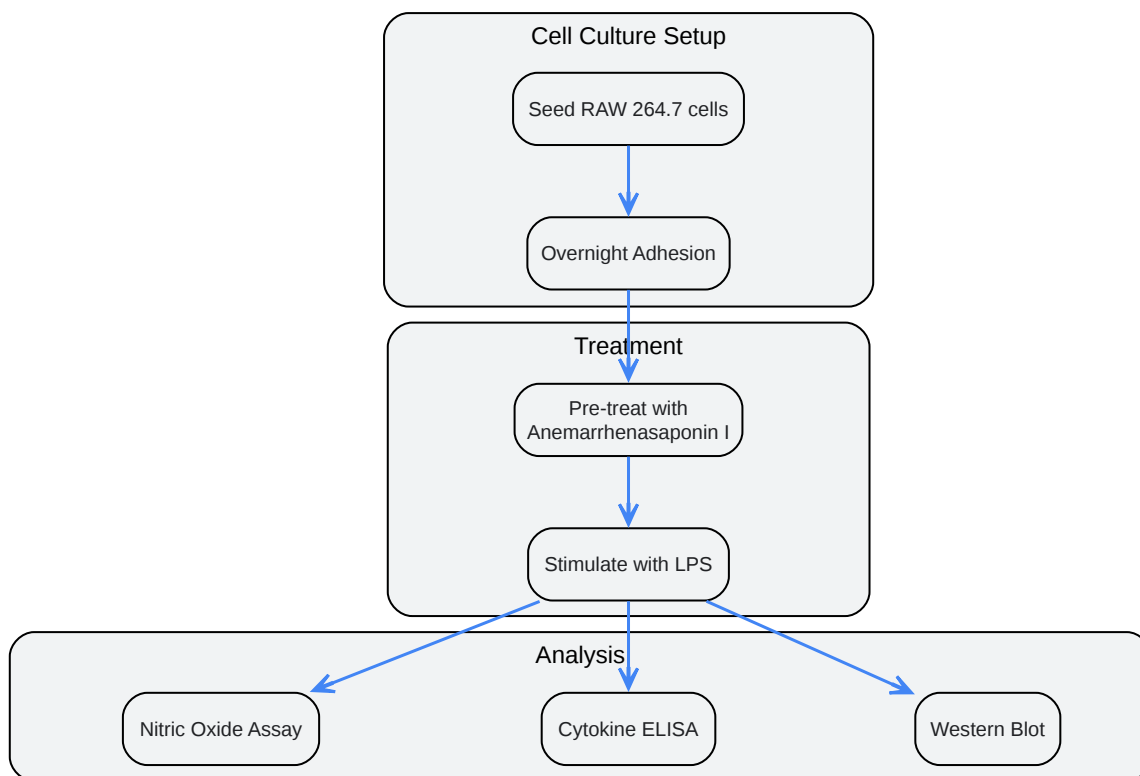 Cell Culture Setup
Seed RAW 264.7 cells
Overnight Adhesion
Treatment
Pre-treat with
Anemarrhenasaponin I
Stimulate with LPS
Analysis
Nitric Oxide Assay
Cytokine ELISA
Western Blot